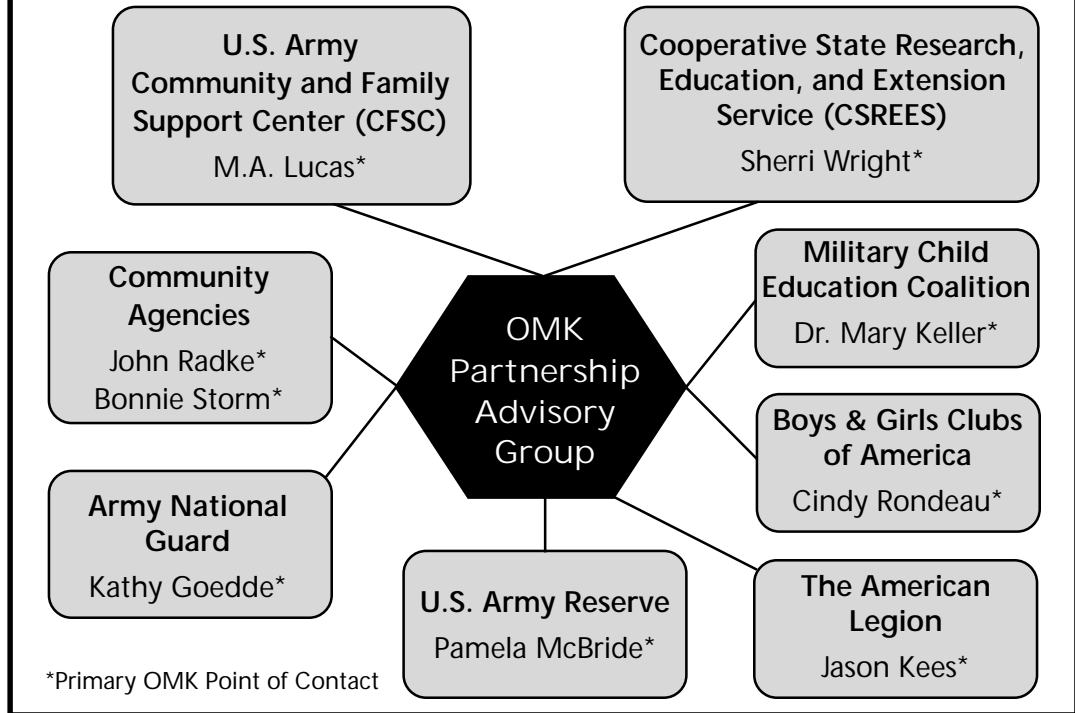 U.S. Army
Community and Family
Support Center (CFSC)
M.A. Lucas*
Cooperative State Research,
Education, and Extension
Service (CSREES)
Sherri Wright*
Community
Agencies
John Radke*
Bonnie Storm*
OMK
Partnership
Advisory
Group
Military Child
Education Coalition
Dr. Mary Keller*
Boys & Girls Clubs
of America
Cindy Rondeau*
Army National
Guard
Kathy Goedde*
U.S. Army Reserve
Pamela McBride*
The American
Legion
Jason Kees*
*Primary OMK Point of Contact